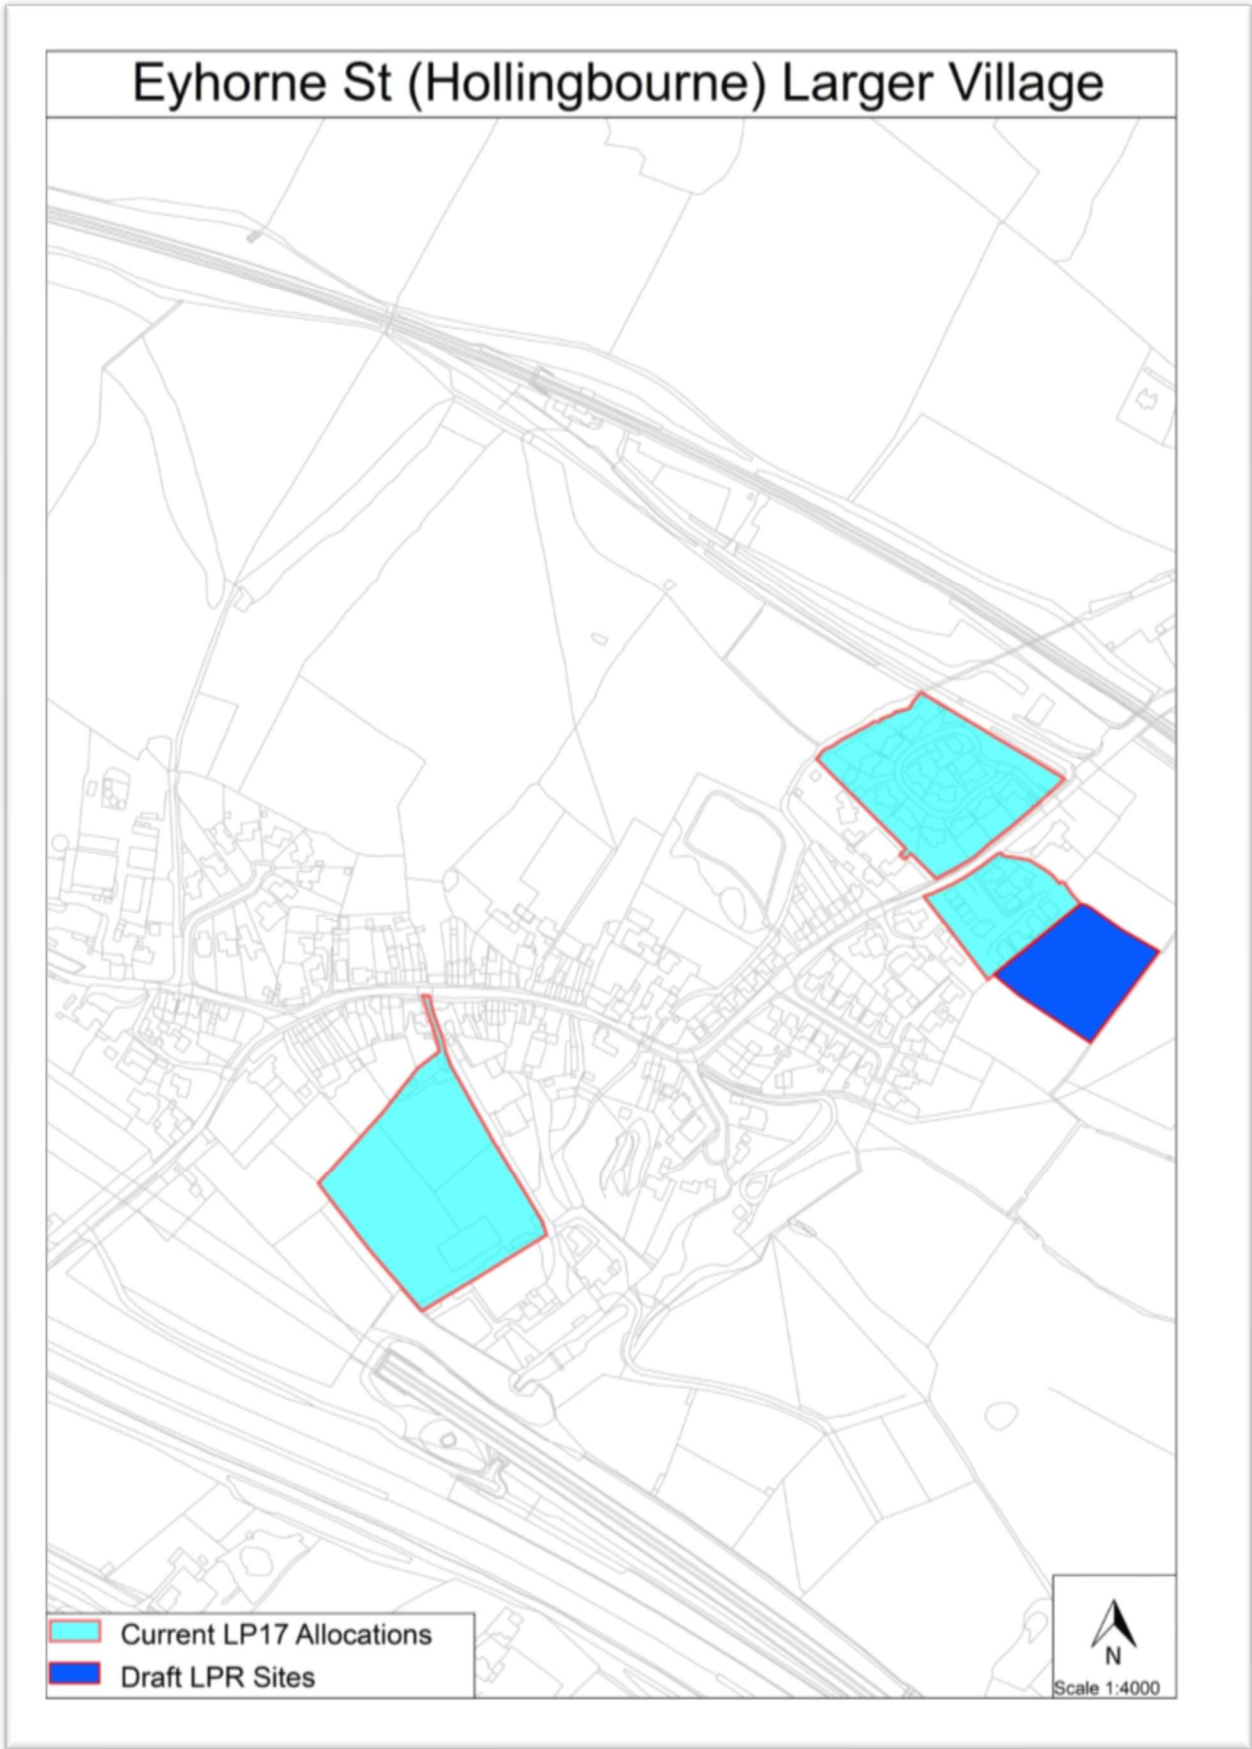 Eyhorne St (Hollingbourne) Larger Village
Current LP17 Allocations
Draft LPR Sites
N
Scale 1:4000